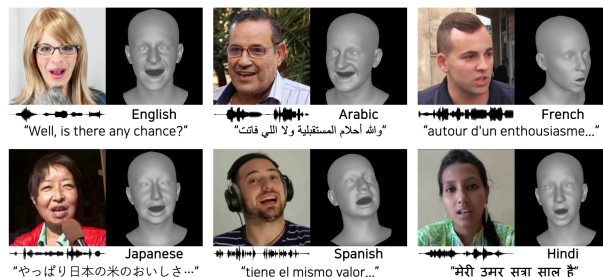 English
"Well, is there any chance?"
Arabic
"والله أحلام المستقبلية ولا اللي فاتت"
French
"autour d'un enthousiasme..."
Japanese
"やっぱり日本の米のおいしさ…"
Spanish
"tiene el mismo valor..."
Hindi
"मेरी उमर सत्रा साल है"